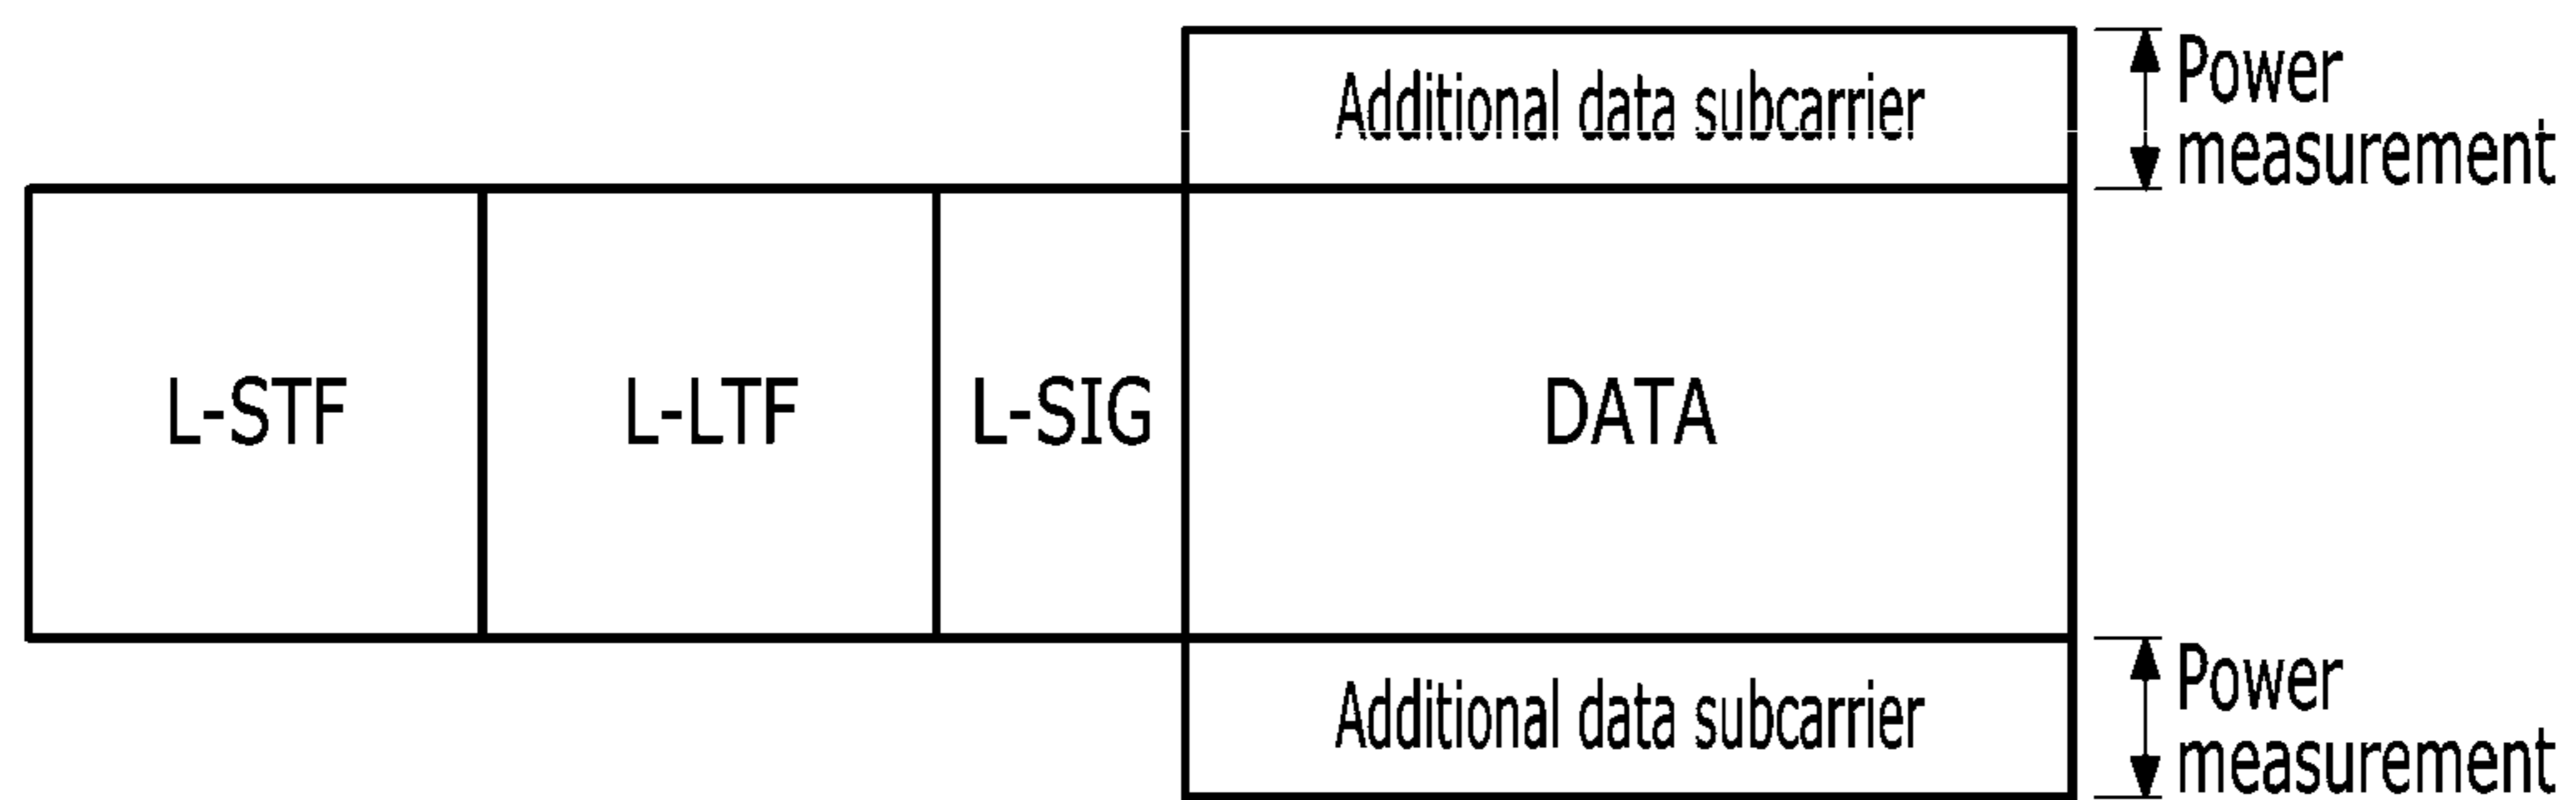 Additional data subcarrier
Power
measurement
L-STF
L-LTF
L-SIG
DATA
Additional data subcarrier
Power
measurement